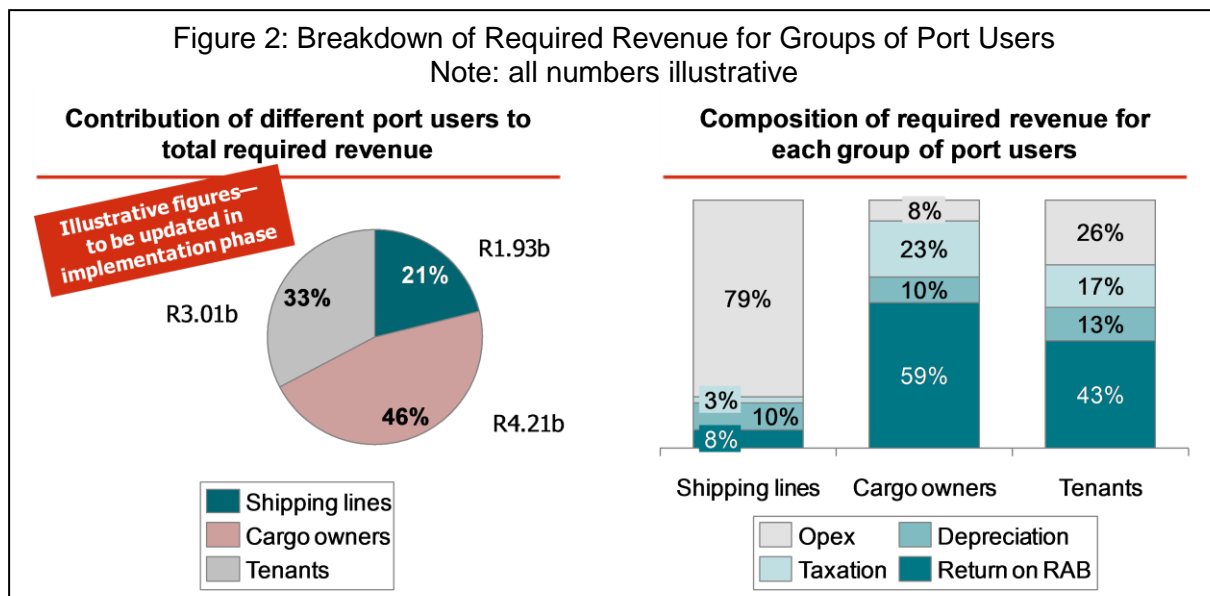 Figure 2: Breakdown of Required Revenue for Groups of Port Users
Note: all numbers illustrative
Contribution of different port users to
total required revenue
Illustrative figures—
to be updated in
implementation phase
R1.93b
21%
33%
R3.01b
46%
R4.21b
Shipping lines
Cargo owners
Tenants
Composition of required revenue for
each group of port users
79%
3%
10%
8%
8%
23%
10%
59%
26%
17%
13%
43%
Shipping lines
Cargo owners
Tenants
Opex
Depreciation
Taxation
Return on RAB